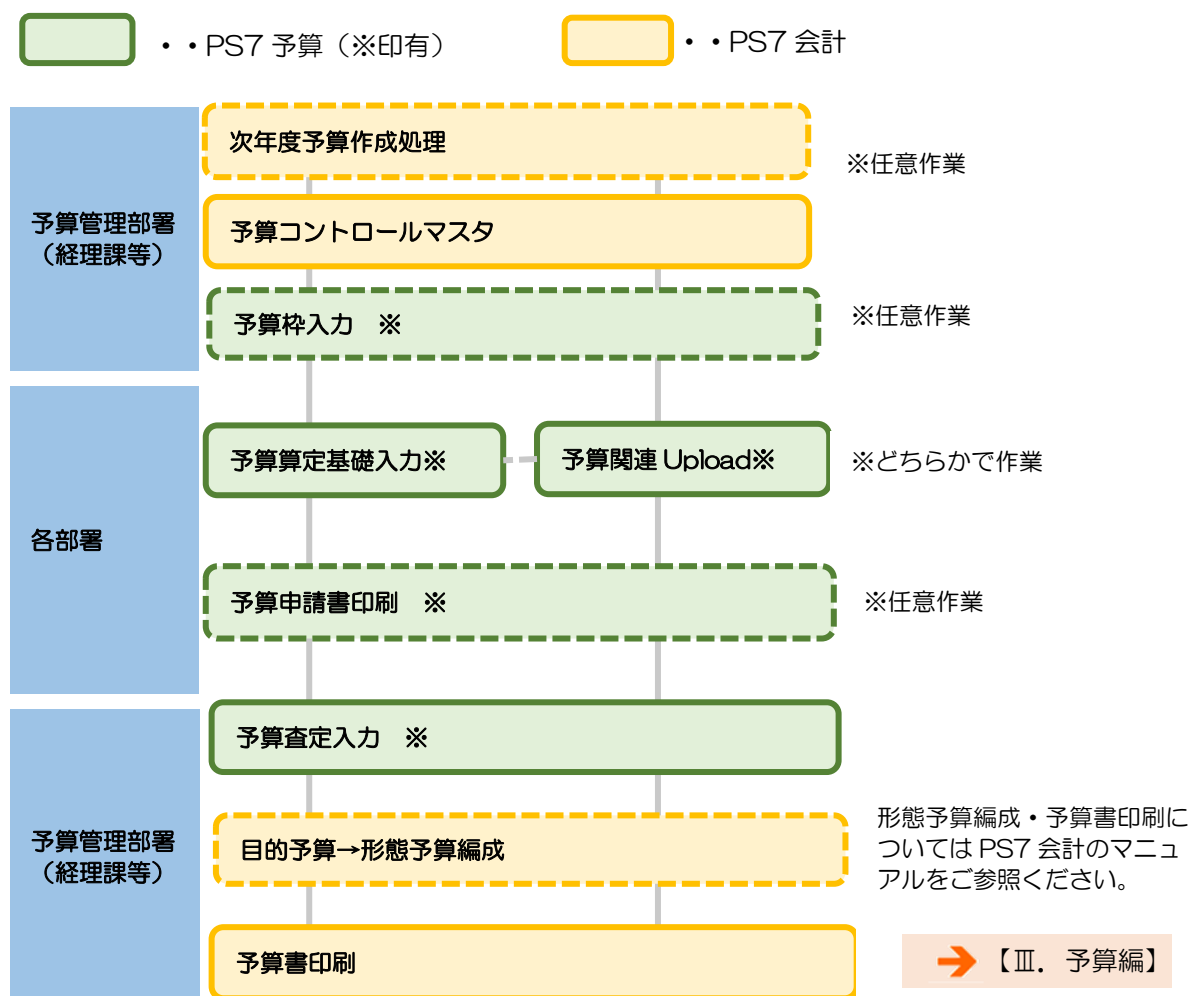 ・・PS7 予算（※印有）
・・PS7 会計
次年度予算作成処理
※任意作業
予算管理部署
（経理課等）
予算コントロールマスタ
予算枠入力　※
※任意作業
各部署
予算算定基礎入力※
予算関連 Upload※
※どちらかで作業
予算申請書印刷　※
※任意作業
予算管理部署
（経理課等）
予算査定入力　※
目的予算→形態予算編成
形態予算編成・予算書印刷に
ついては PS7 会計のマニュ
アルをご参照ください。
予算書印刷
【Ⅲ．予算編】